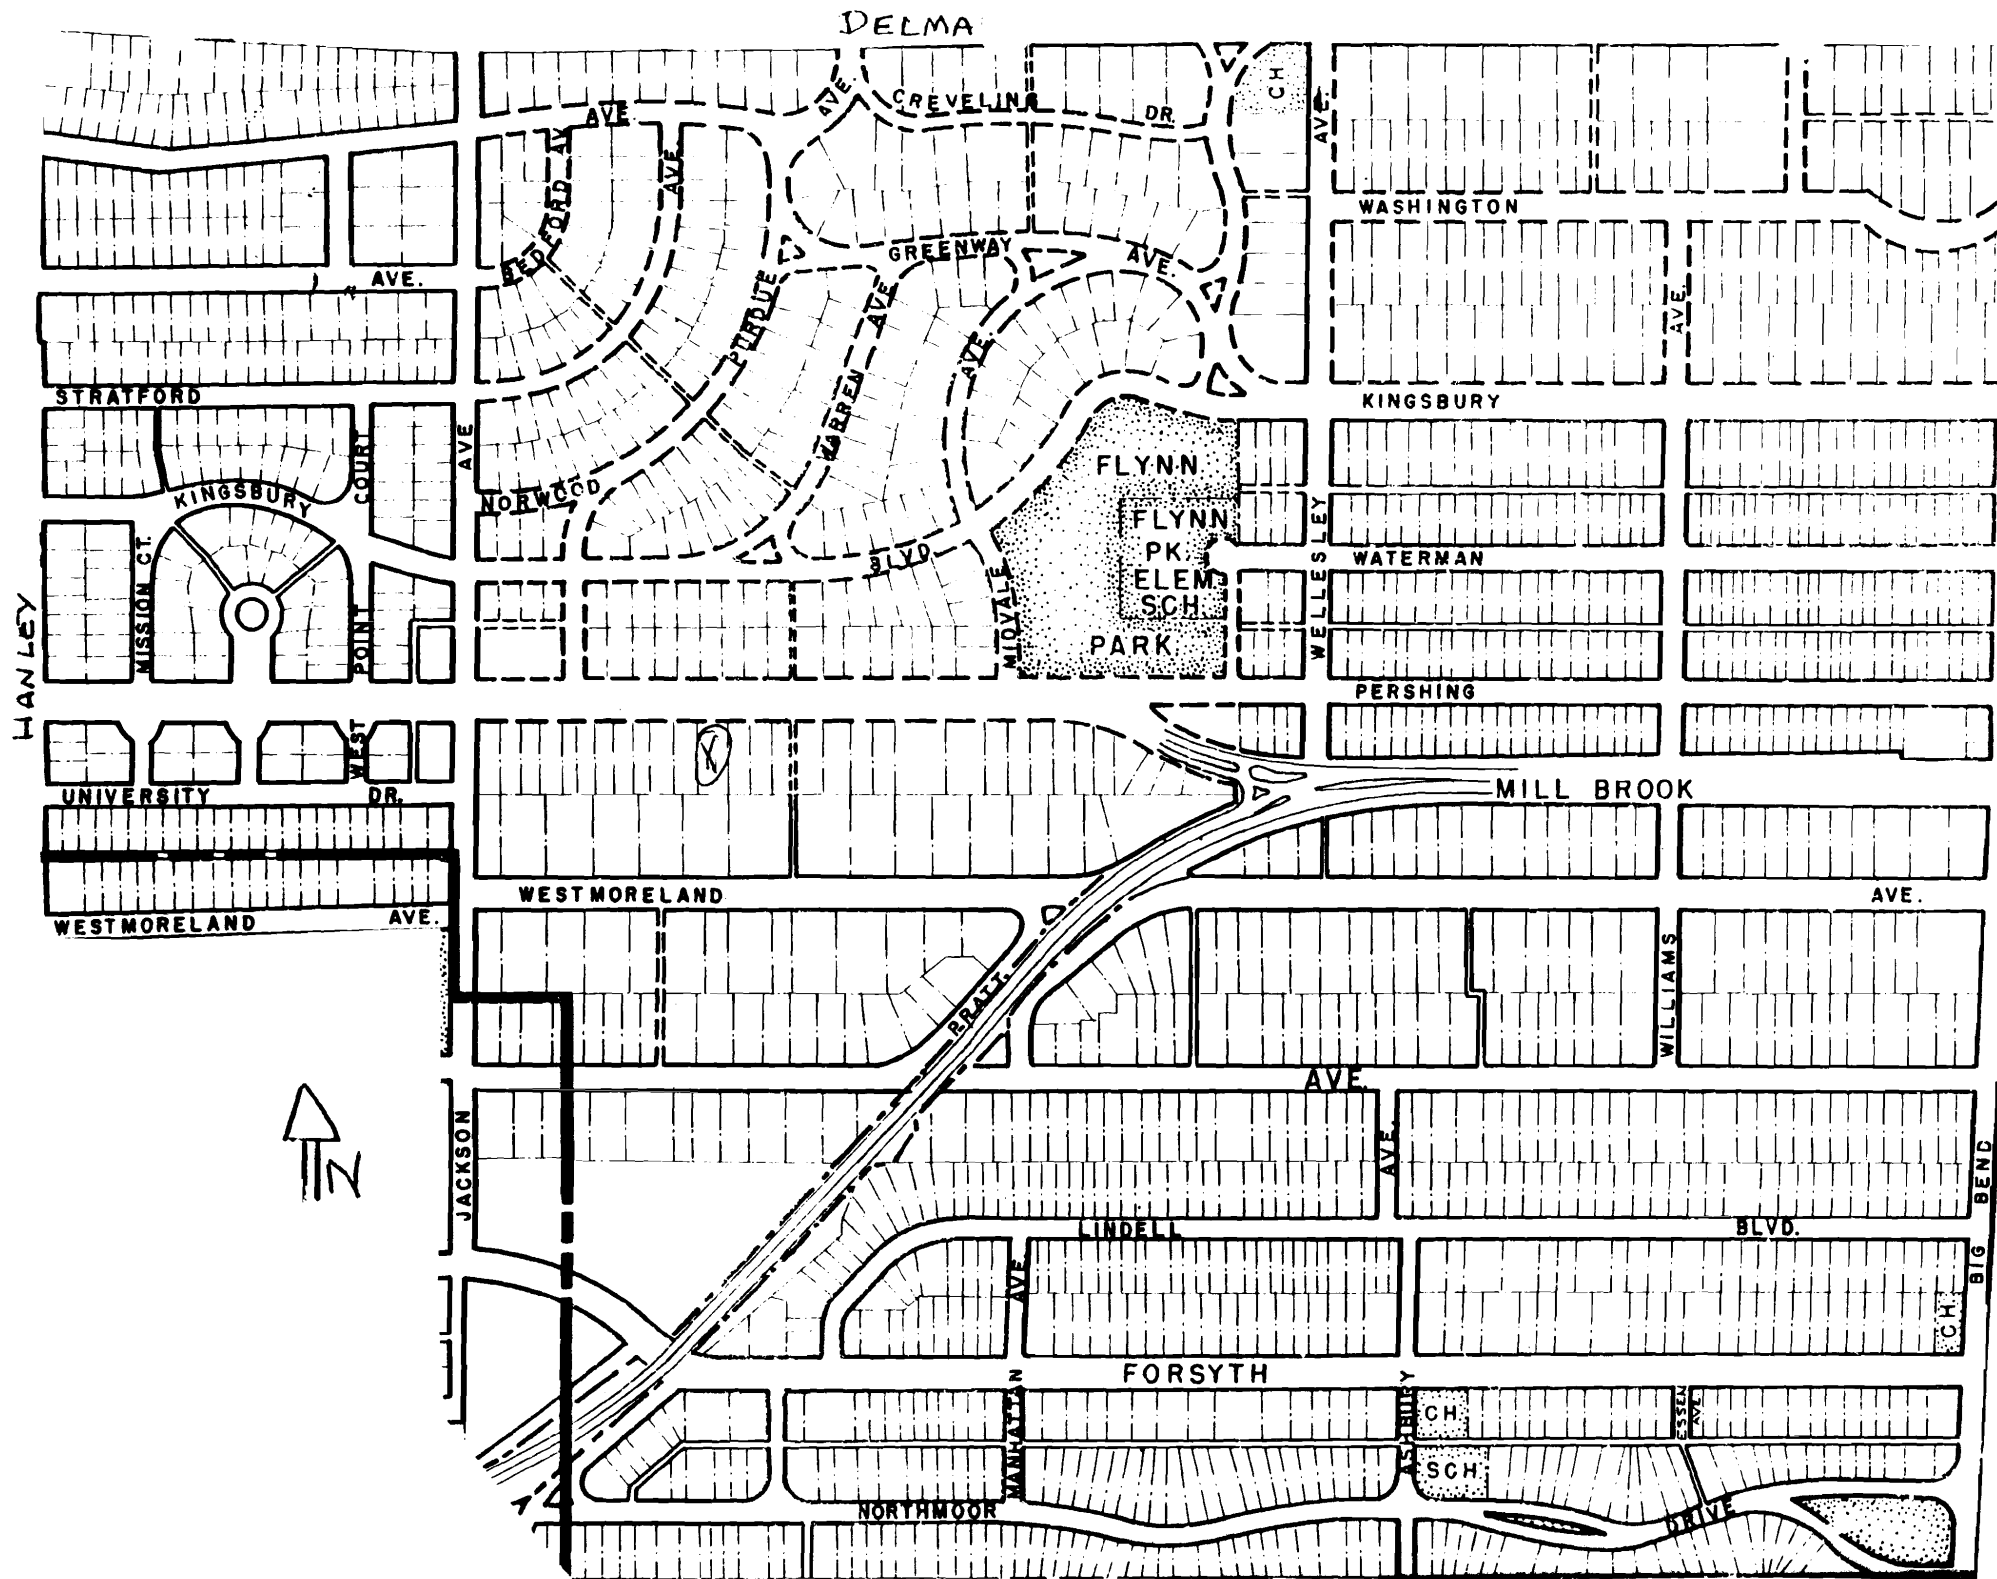 DELMA
CREVELING
DR.
AVE.
AVE
CH
AVE.
BEDFORD AV
AVE.
WASHINGTON
GREENWAY
AVE.
AVE.
PURDUE
AVE
AVE.
AVE.
STRATFORD
WARREN
KINGSBURY
AVE
COURT
FLYNN
KINGSBURY
NORWOOD
FLYNN
PK.
ELEM
SCH.
WELLESLEY
WATERMAN
MISSION CT.
BLVD
MIDVALE
HANLEY
POINT
PARK
PERSHING
WEST
X
UNIVERSITY
DR.
MILL BROOK
WESTMORELAND
AVE.
WESTMORELAND
AVE.
WILLIAMS
PRATT
AVE.
N
JACKSON
AVE.
BEND
LINDELL
BLVD.
BIG
AVE
CH
FORSYTH
MANHATTAN
ASHBURY
CH
ESSEN
AVE
SCH
NORTHMOOR
DRIVE